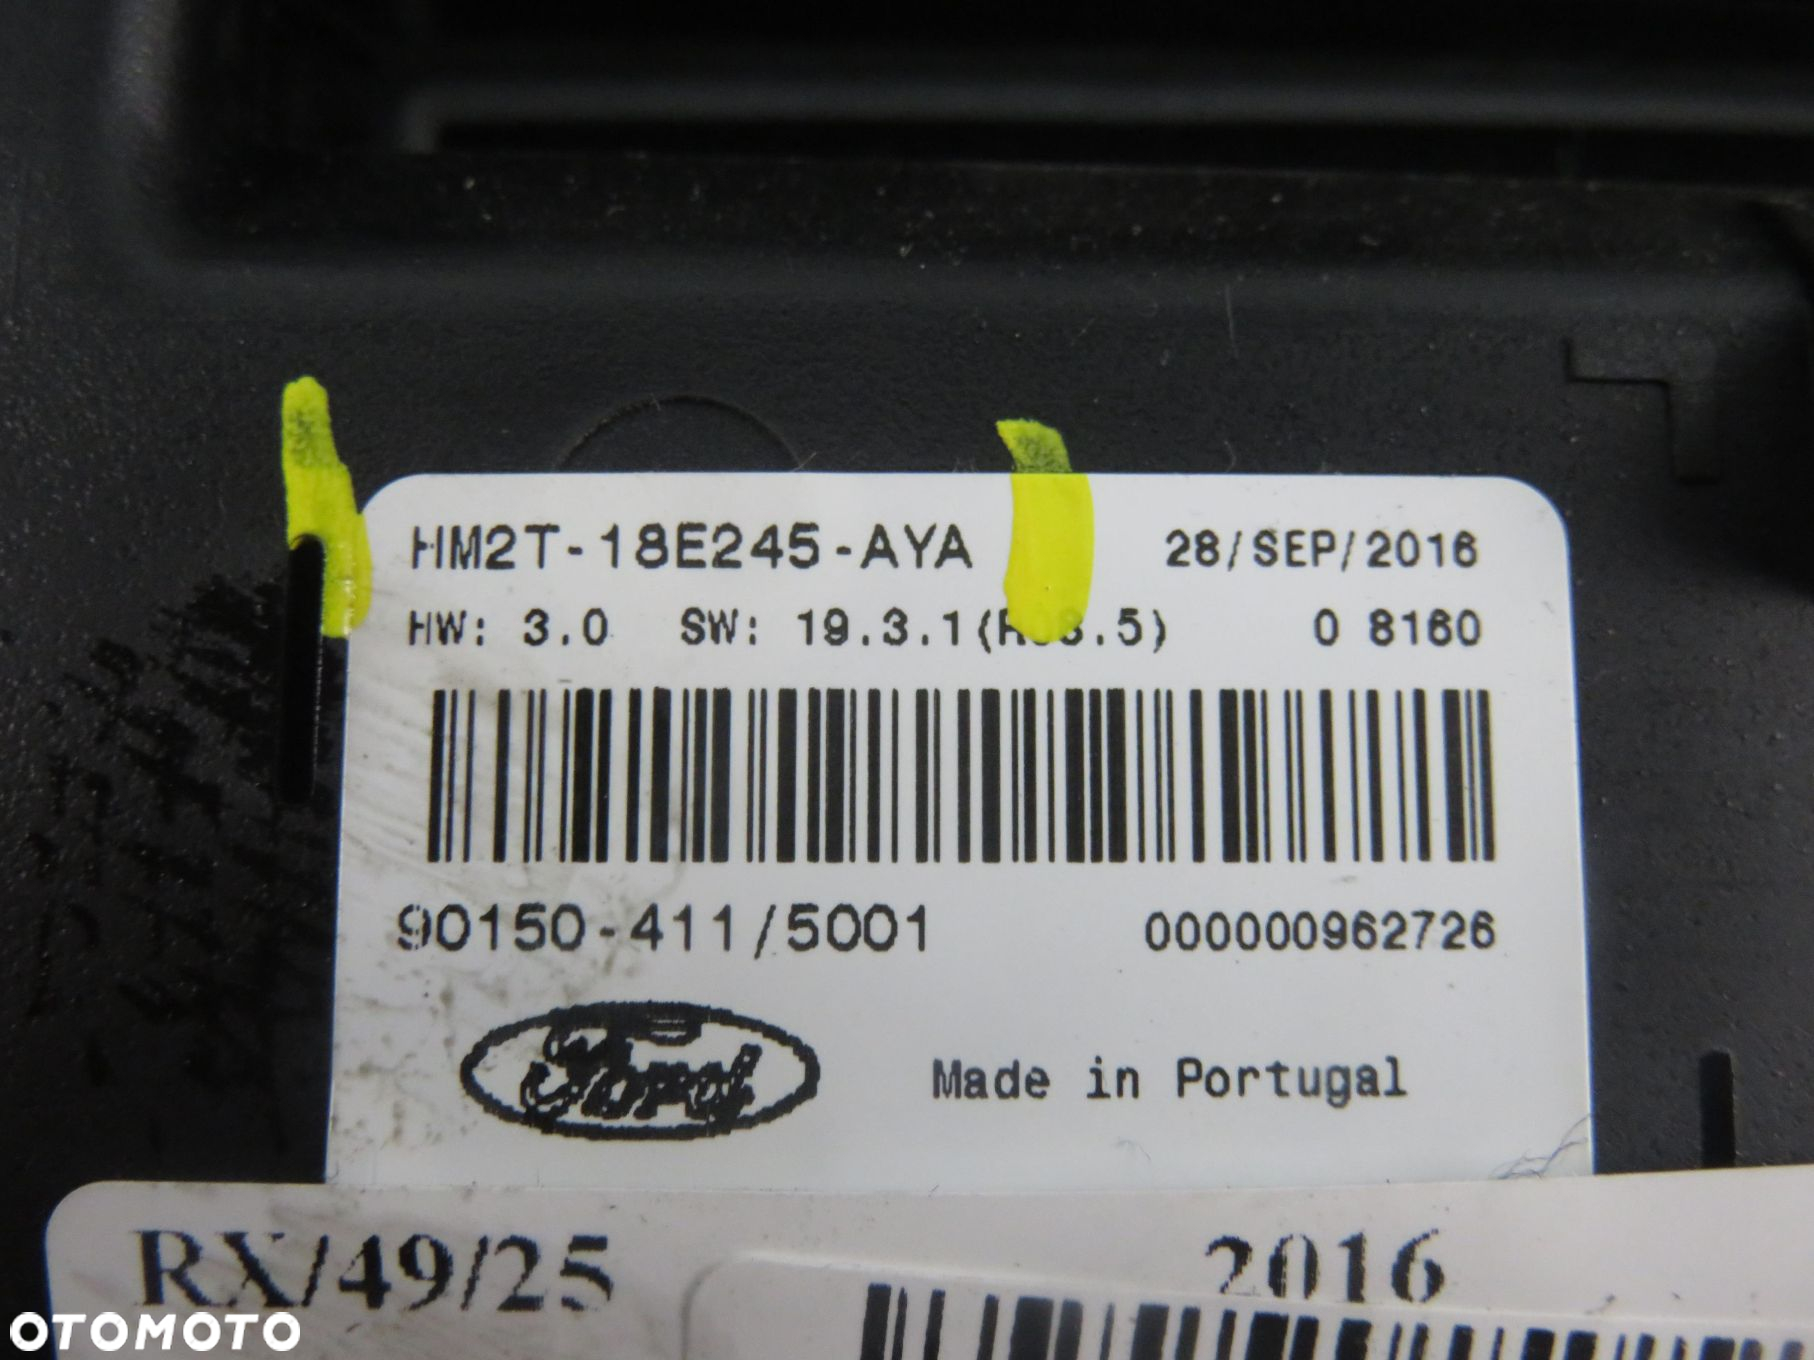 HM2T-18E245-AYA 28/SEP/2016
HW: 3.0 SW: 19.3.1 0 8160
90150-411/5001 000000962726
Ford Made in Portugal
RX/49/25 2016
OTOMOTO